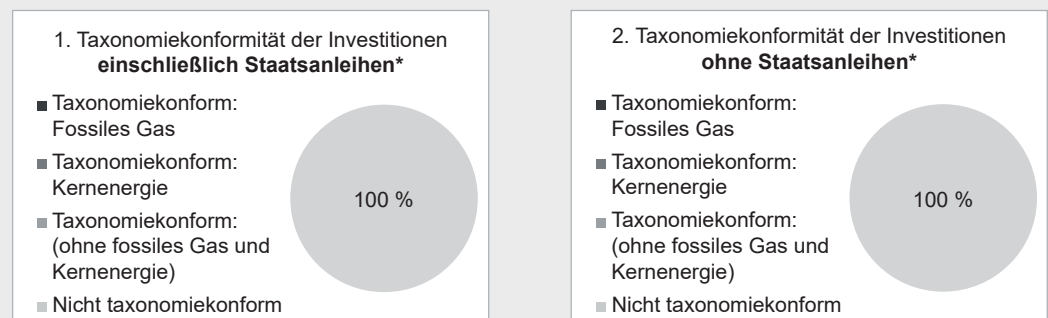 1. Taxonomiekonformität der Investitionen
einschließlich Staatsanleihen*
Taxonomiekonform:
Fossiles Gas
Taxonomiekonform:
Kernenergie
Taxonomiekonform:
(ohne fossiles Gas und
Kernenergie)
Nicht taxonomiekonform
100 %
2. Taxonomiekonformität der Investitionen
ohne Staatsanleihen*
Taxonomiekonform:
Fossiles Gas
Taxonomiekonform:
Kernenergie
Taxonomiekonform:
(ohne fossiles Gas und
Kernenergie)
Nicht taxonomiekonform
100 %